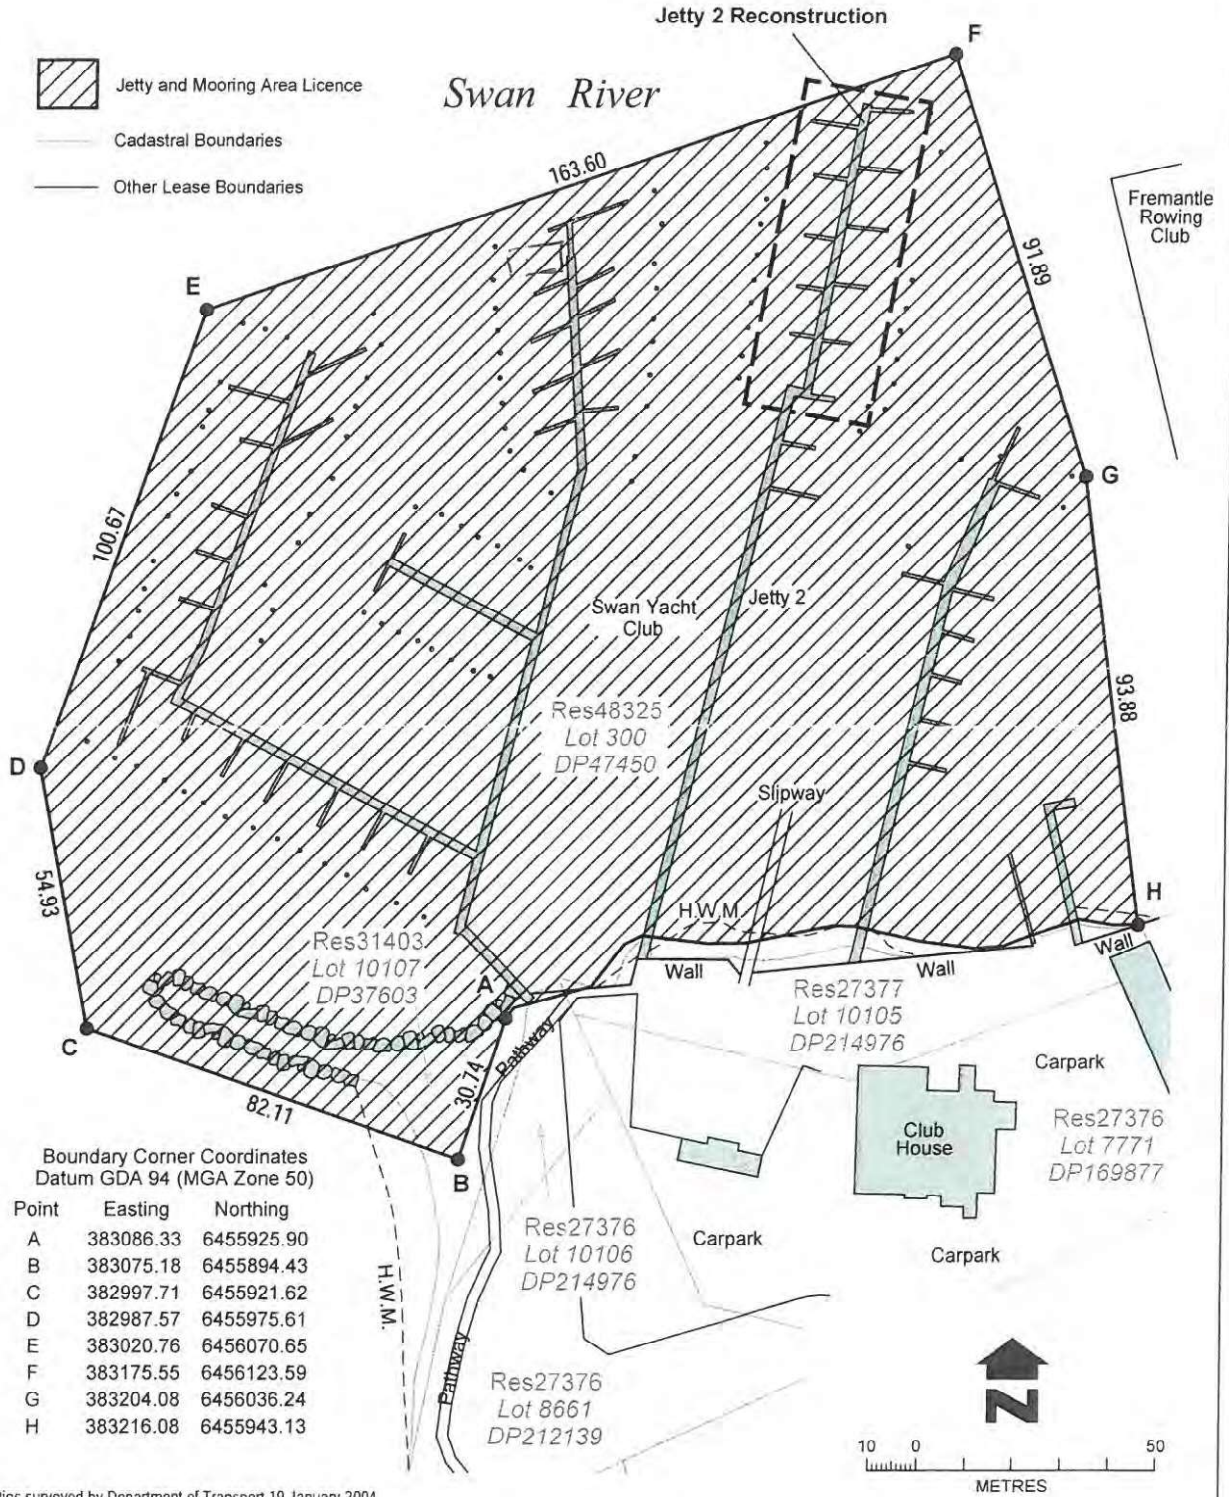 Jetty 2 Reconstruction
F
Jetty and Mooring Area Licence
Swan River
Cadastral Boundaries
Other Lease Boundaries
163.60
Fremantle
Rowing
Club
91.89
E
G
100.67
Swan Yacht
Club
Jetty 2
93.88
Res48325
Lot 300
DP47450
D
Slipway
54.93
H
H.W.M
Res31403
Lot 10107
DP37603
A
Wall
Wall
Wall
Res27377
Lot 10105
DP214976
C
Pathway
30.74
82.11
Carpark
Club
House
Res27376
Lot 7771
DP169877
B
Boundary Corner Coordinates
Datum GDA 94 (MGA Zone 50)
Point Easting Northing
A 383086.33 6455925.90
B 383075.18 6455894.43
C 382997.71 6455921.62
D 382987.57 6455975.61
E 383020.76 6456070.65
F 383175.55 6456123.59
G 383204.08 6456036.24
H 383216.08 6455943.13
H.W.M.
Res27376
Lot 10106
DP214976
Carpark
Carpark
Pathway
Res27376
Lot 8661
DP212139
N
10 0 50
METRES
surveyed by Department of Transport 19 January 2004